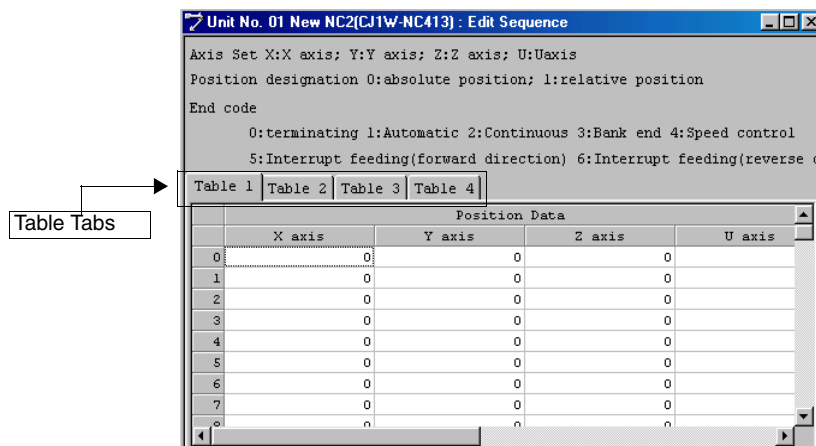 Unit No. 01 New NC2(CJ1W-NC413) : Edit Sequence
Axis Set X:X axis; Y:Y axis; Z:Z axis; U:Uaxis
Position designation 0:absolute position; 1:relative position
End code
0:terminating 1:Automatic 2:Continuous 3:Bank end 4:Speed control
5:Interrupt feeding(forward direction) 6:Interrupt feeding(reverse
Table 1 Table 2 Table 3 Table 4
Table Tabs
Position Data
X axis Y axis Z axis U axis
0 0 0 0
1 0 0 0
2 0 0 0
3 0 0 0
4 0 0 0
5 0 0 0
6 0 0 0
7 0 0 0